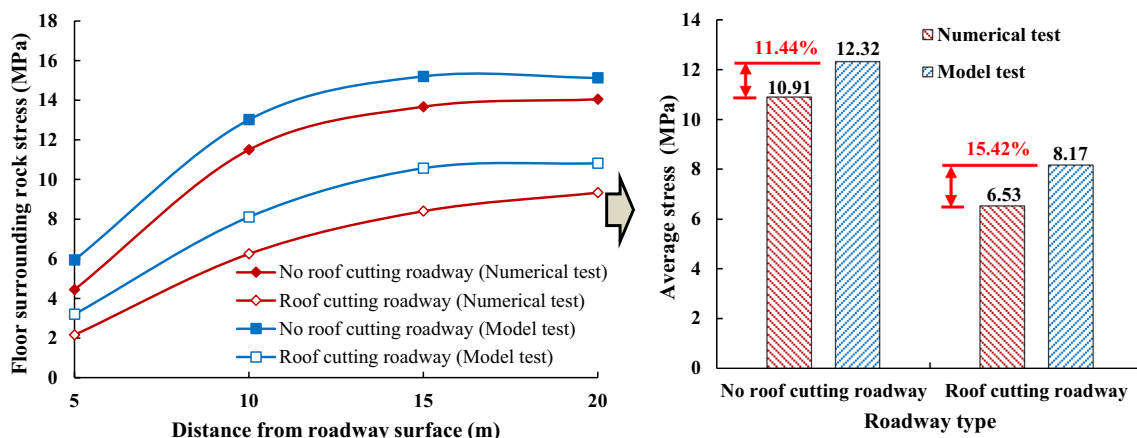 Floor surrounding rock stress (MPa)
18
16
14
12
10
8
6
4
2
0
5
10
15
20
Distance from roadway surface (m)
No roof cutting roadway (Numerical test)
Roof cutting roadway (Numerical test)
No roof cutting roadway (Model test)
Roof cutting roadway (Model test)
Average stress (MPa)
14
12
10
8
6
4
2
0
Numerical test
Model test
11.44%
12.32
10.91
15.42%
8.17
6.53
No roof cutting roadway
Roof cutting roadway
Roadway type